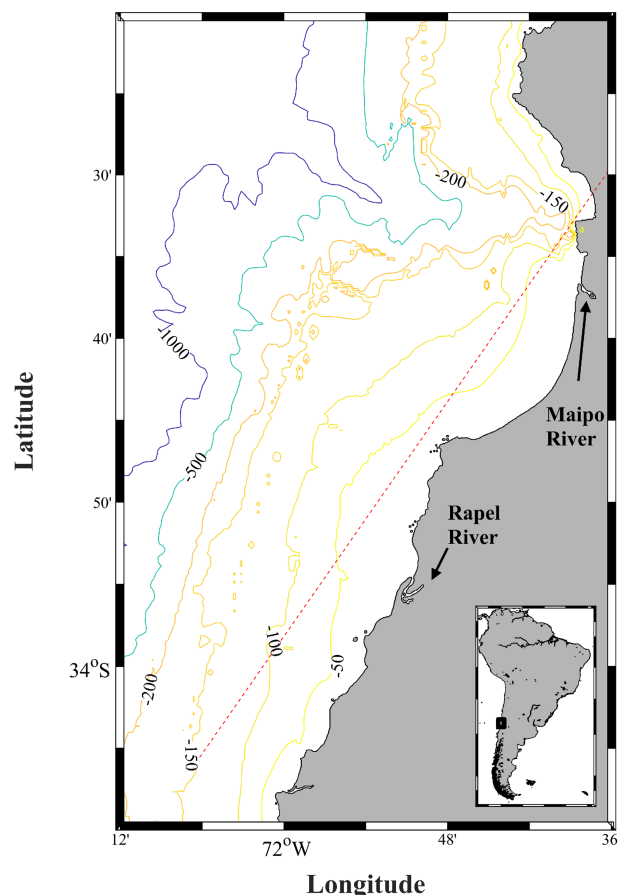 30'
-200
-150
40'
-1000
Latitude
Maipo
River
-500
50'
Rapel
River
-100
-50
34°S
-200
-150
12'
72°W
48'
36
Longitude